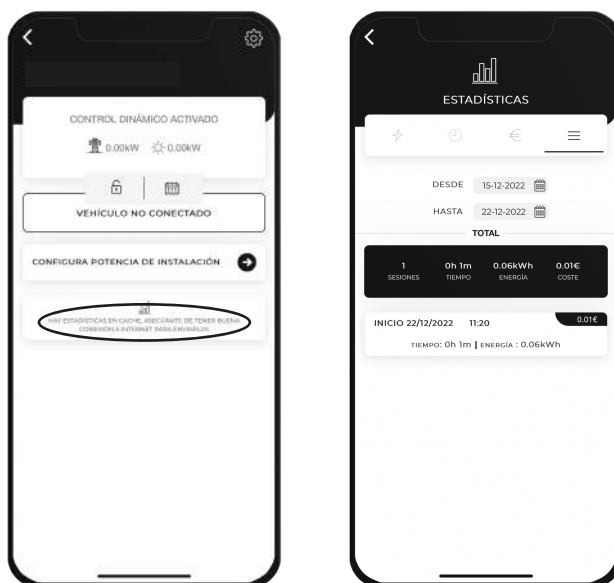 CONTROL DINÁMICO ACTIVADO
0.00kW 0.00kW
VEHÍCULO NO CONECTADO
CONFIGURA POTENCIA DE INSTALACIÓN
HAY ESTADÍSTICAS EN CACHE, ASEGÚRATE DE TENER BUENA
CONEXIÓN A INTERNET PARA ENVIARLOS
ESTADÍSTICAS
€
DESDE 15-12-2022
HASTA 22-12-2022
TOTAL
1 0h 1m 0.06kWh 0.01€
SESIONES TIEMPO ENERGÍA COSTE
INICIO 22/12/2022 11:20 0.01€
TIEMPO: 0h 1m | ENERGÍA : 0.06kWh